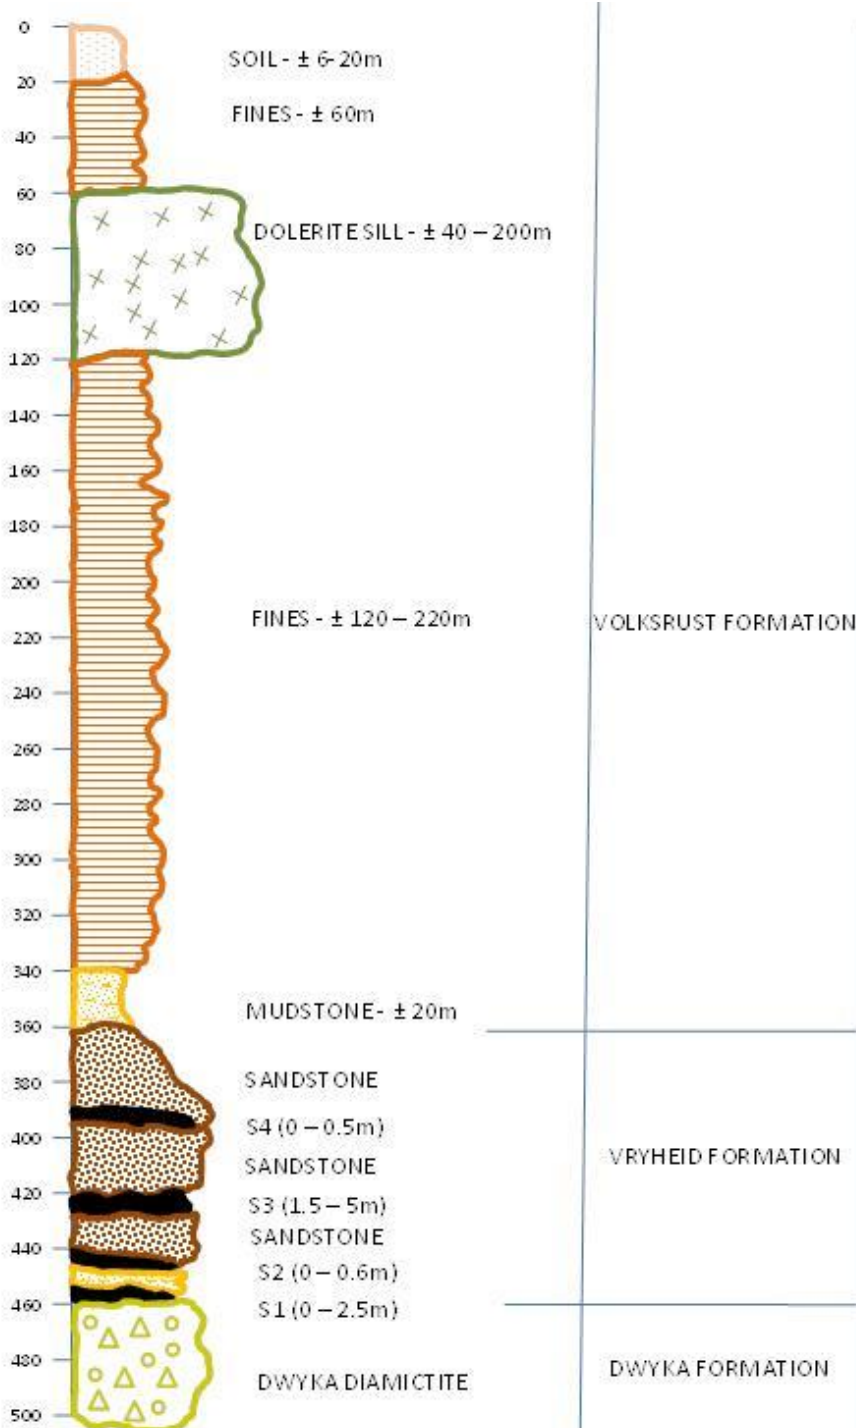 0
SOIL - ± 6-20m
20
FINES - ± 60m
40
60
DOLERITE SILL - ± 40 – 200m
80
100
120
140
160
180
200
FINES - ± 120 – 220m
VOLKSRUST FORMATION
220
240
260
280
300
320
340
MUDSTONE - ± 20m
360
SANDSTONE
380
S4 (0 – 0.5m)
400
SANDSTONE
VRYHEID FORMATION
420
S3 (1.5 – 5m)
SANDSTONE
440
S2 (0 – 0.6m)
460
S1 (0 – 2.5m)
480
DWYKA DIAMICTITE
DWYKA FORMATION
500